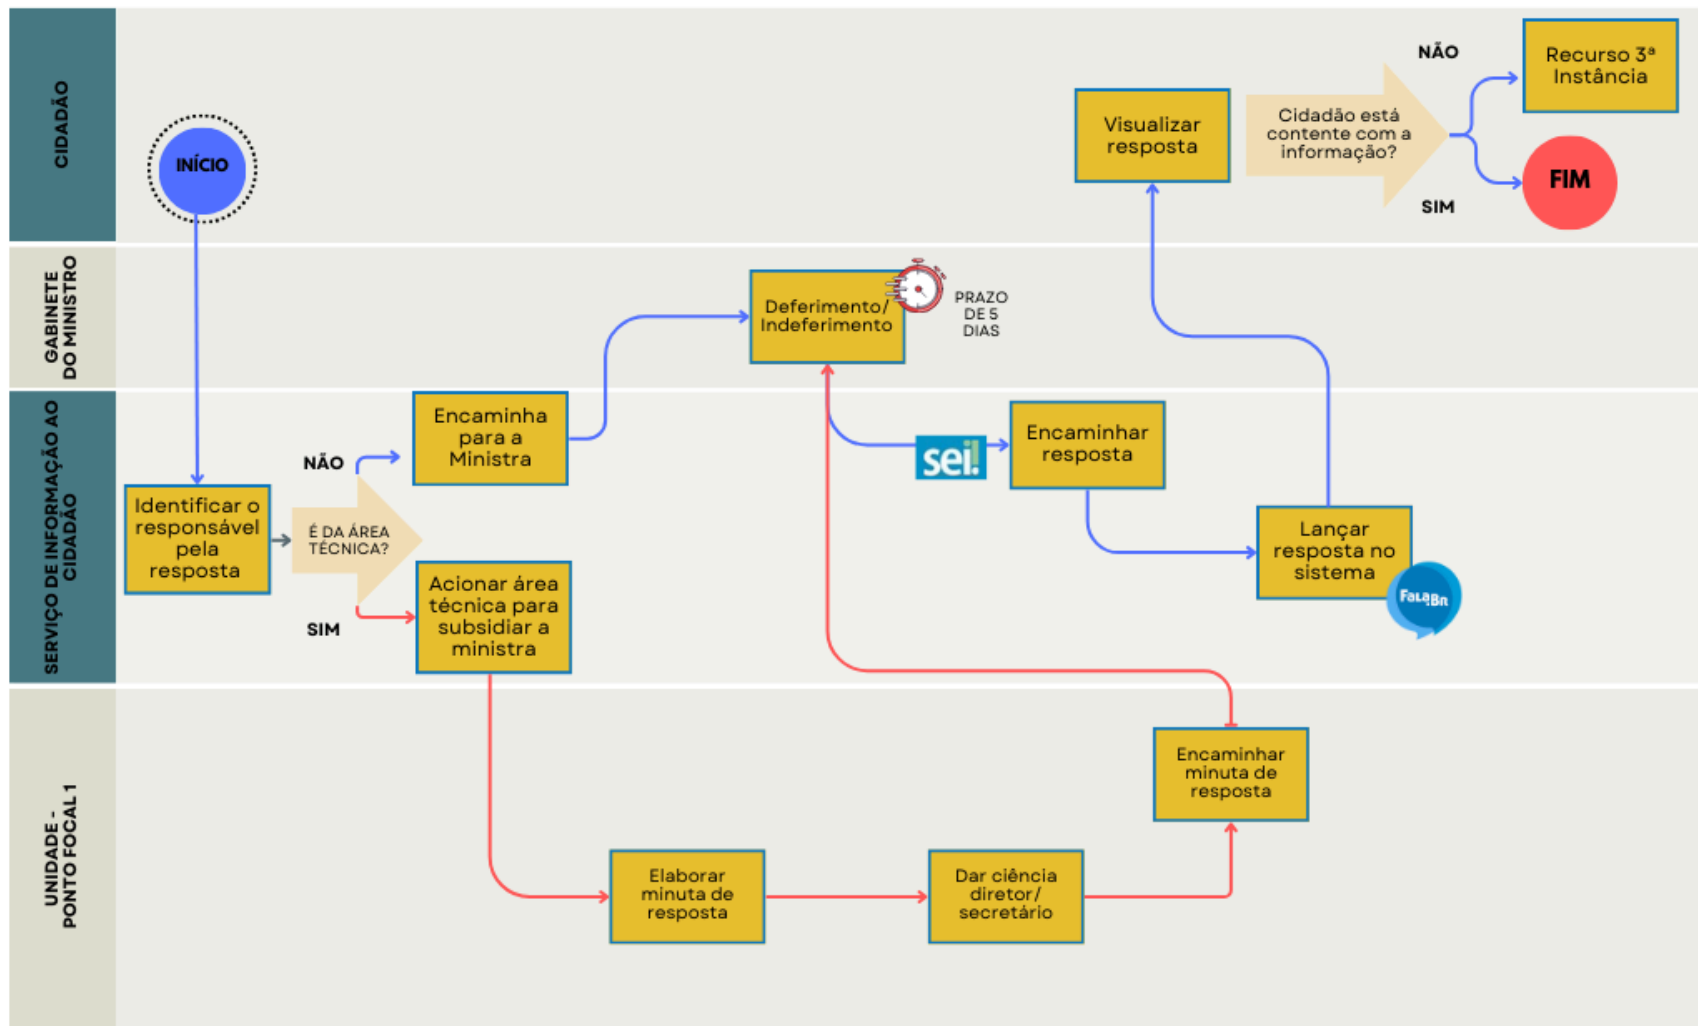 CIDADÃO
INÍCIO
Visualizar
resposta
Cidadão está
contente com a
informação?
NÃO
SIM
Recurso 3ª
Instância
FIM
GABINETE
DO MINISTRO
Deferimento/
Indeferimento
PRAZO
DE 5
DIAS
SERVIÇO DE INFORMAÇÃO AO
CIDADÃO
Identificar o
responsável
pela
resposta
É DA ÁREA
TÉCNICA?
NÃO
SIM
Encaminha
para a
Ministra
Acionar área
técnica para
subsidiar a
ministra
sei!
Encaminhar
resposta
Lançar
resposta no
sistema
Fala.BR
UNIDADE -
PONTO FOCAL 1
Elaborar
minuta de
resposta
Dar ciência
diretor/
secretário
Encaminhar
minuta de
resposta